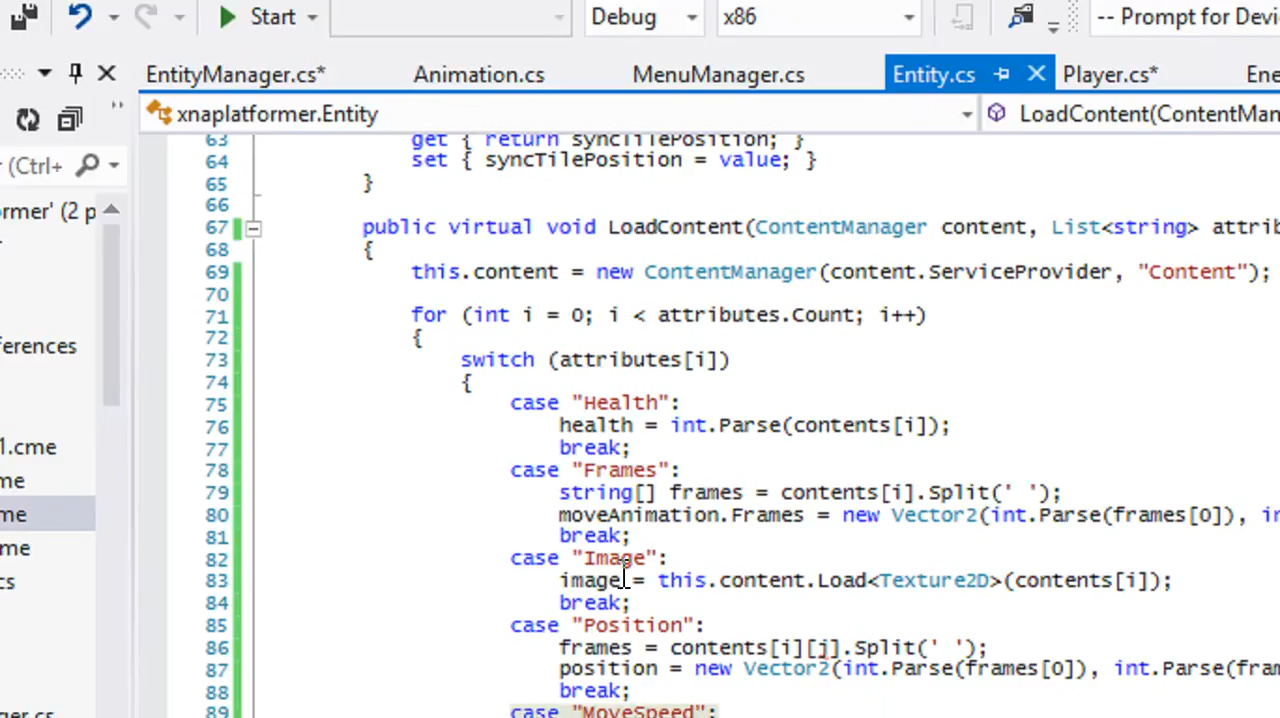 Start
Debug
x86
-- Prompt for
EntityManager.cs*
Animation.cs
MenuManager.cs
Entity.cs
Player.cs*
xnaplatformer.Entity
LoadContent(ContentMan
(Ctrl+
ormer' (2 p
ferences
1.cme
me
me
me
cs
ger.cs
63 get { return syncTilePosition; }
64 set { syncTilePosition = value; }
65 }
66
67 public virtual void LoadContent(ContentManager content, List<string> attrib
68 {
69 this.content = new ContentManager(content.ServiceProvider, "Content");
70
71 for (int i = 0; i < attributes.Count; i++)
72 {
73 switch (attributes[i])
74 {
75 case "Health":
76 health = int.Parse(contents[i]);
77 break;
78 case "Frames":
79 string[] frames = contents[i].Split(' ');
80 moveAnimation.Frames = new Vector2(int.Parse(frames[0]), in
81 break;
82 case "Image":
83 image = this.content.Load<Texture2D>(contents[i]);
84 break;
85 case "Position":
86 frames = contents[i][j].Split(' ');
87 position = new Vector2(int.Parse(frames[0]), int.Parse(fram
88 break;
89 case "MoveSpeed":